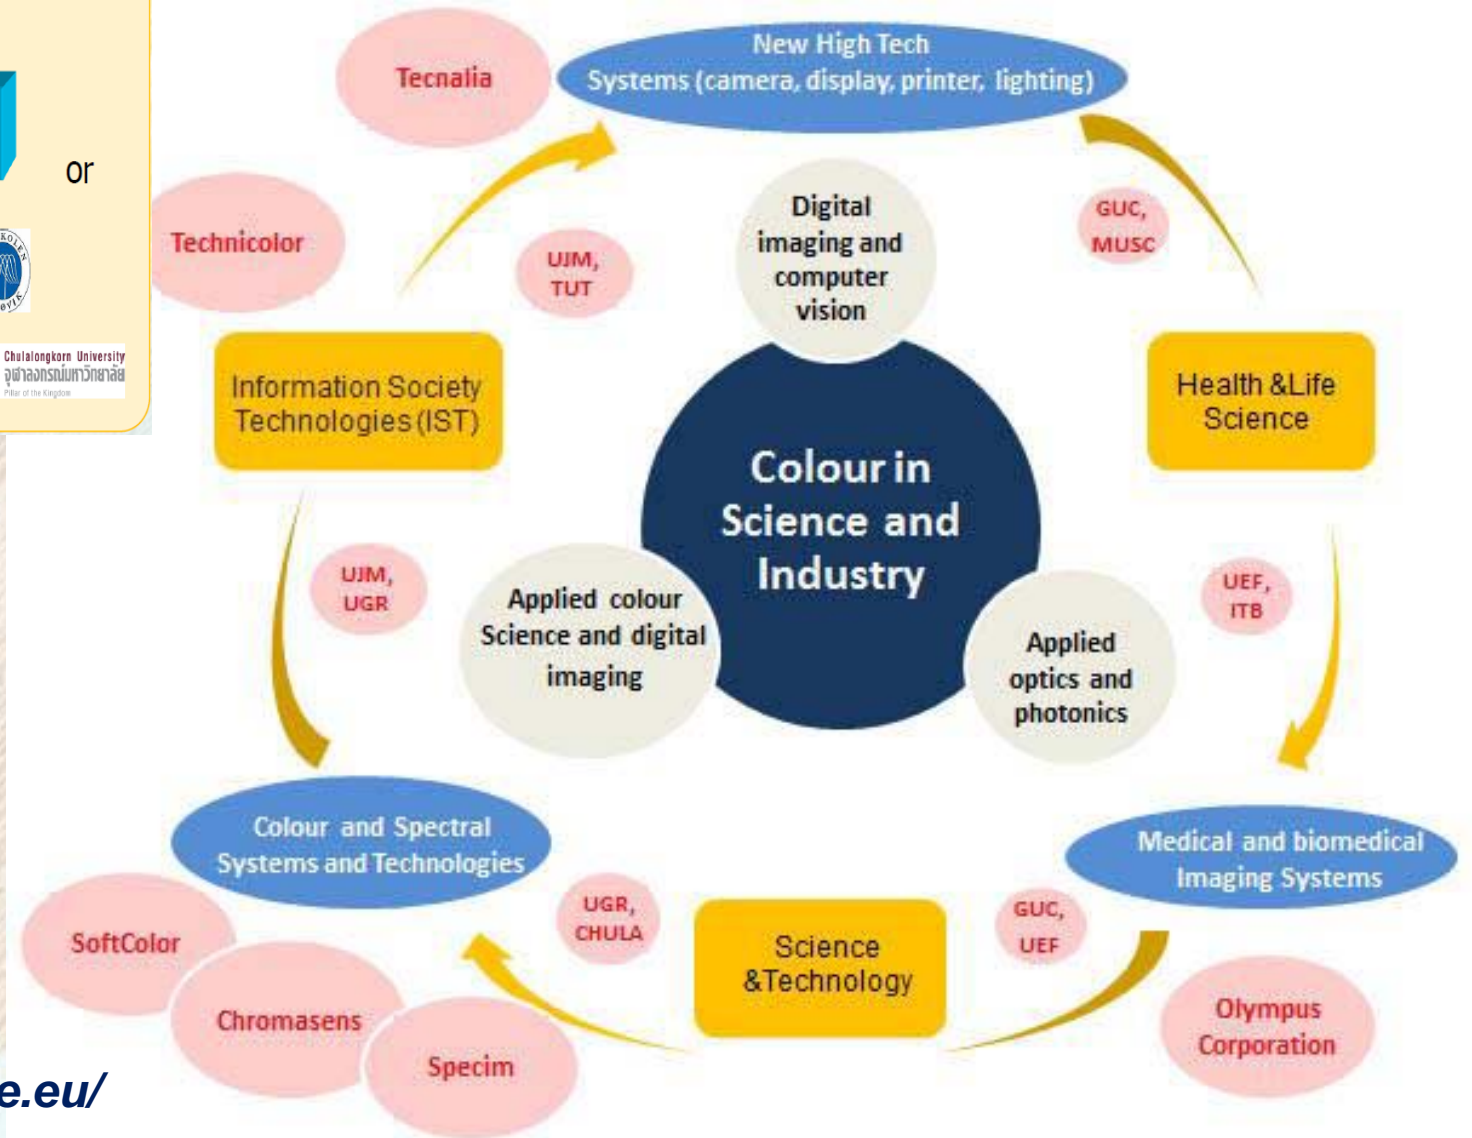 New High Tech
Systems (camera, display, printer, lighting)
Tecnalia
or
Technicolor
UJM,
TUT
Digital
imaging and
computer
vision
GUC,
MUSC
Chulalongkorn University
จุฬาลงกรณ์มหาวิทยาลัย
Pillar of the Kingdom
Information Society
Technologies (IST)
Health &Life
Science
Colour in
Science and
Industry
UJM,
UGR
Applied colour
Science and digital
imaging
UEF,
ITB
Applied
optics and
photonics
Colour and Spectral
Systems and Technologies
Medical and biomedical
Imaging Systems
UGR,
CHULA
Science
&Technology
GUC,
UEF
SoftColor
Chromasens
Specim
Olympus
Corporation
e.eu/